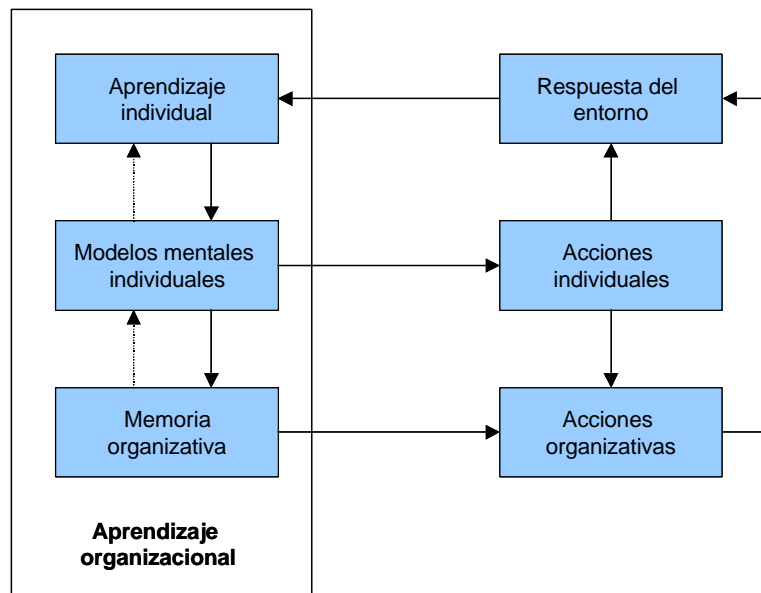 Aprendizaje
individual
Respuesta del
entorno
Modelos mentales
individuales
Acciones
individuales
Memoria
organizativa
Acciones
organizativas
Aprendizaje
organizacional